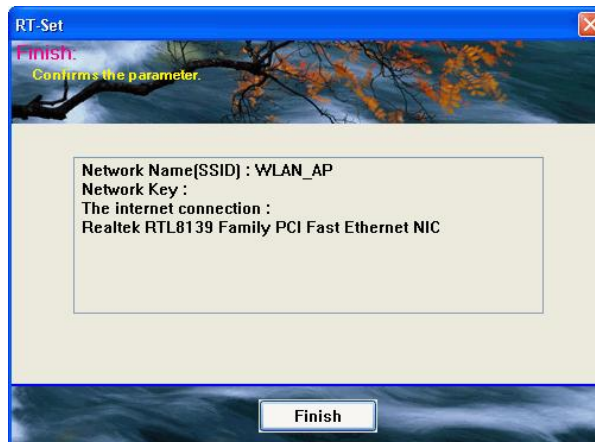 RT-Set
Finish:
Confirms the parameter.
Network Name(SSID) : WLAN_AP
Network Key :
The internet connection :
Realtek RTL8139 Family PCI Fast Ethernet NIC
Finish